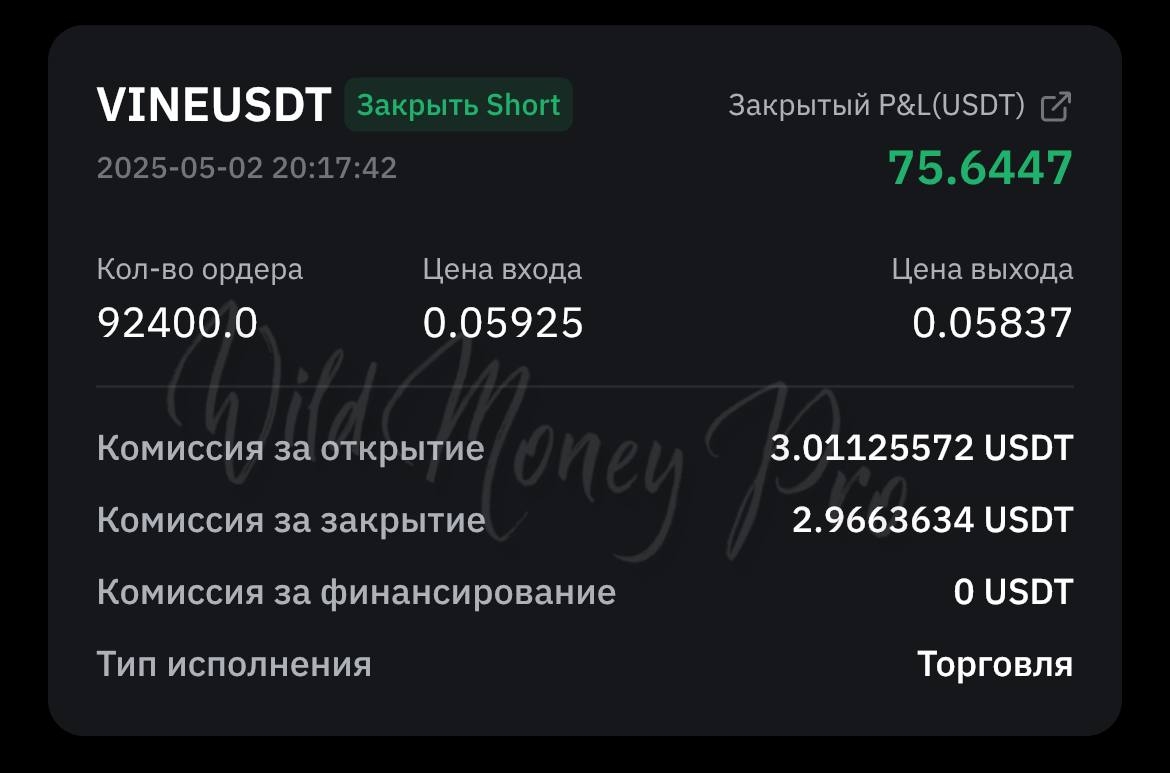 VINEUSDT Закрыть Short Закрытый P&L(USDT)
2025-05-02 20:17:42 75.6447
Кол-во ордера Цена входа Цена выхода
92400.0 0.05925 0.05837
Wild Money Pro
Комиссия за открытие 3.01125572 USDT
Комиссия за закрытие 2.9663634 USDT
Комиссия за финансирование 0 USDT
Тип исполнения Торговля